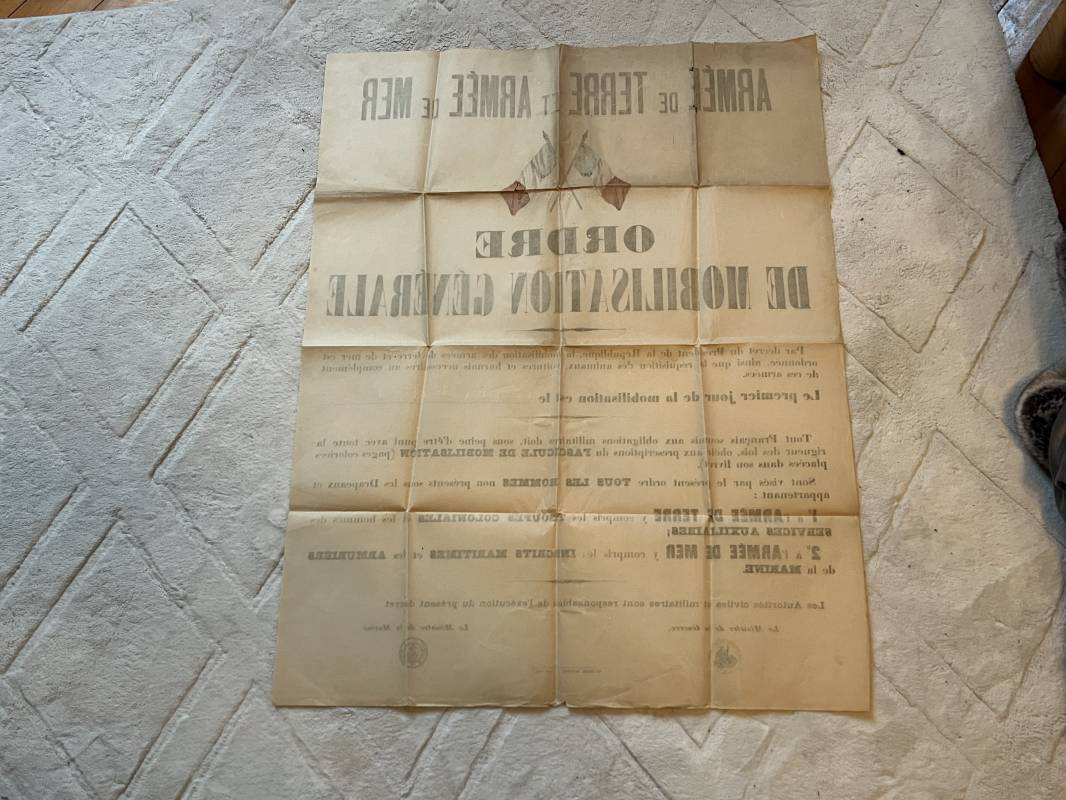 ARMÉE DE TERRE ET ARMÉE DE MER
ORDRE
DE MOBILISATION GÉNÉRALE
Par décret du Président de la République, la mobilisation des armées de terre et de mer est
ordonnée, ainsi que la réquisition des animaux, voitures et harnais nécessaires au complément
de ces armées.
Le premier jour de la mobilisation est le
Tout Français soumis aux obligations militaires doit, sous peine d'être puni avec toute la
rigueur des lois, obéir aux prescriptions du FASCICULE DE MOBILISATION (pages coloriées
placées dans son livret).
Sont visés par le présent ordre TOUS LES HOMMES non présents sous les Drapeaux et
appartenant :
1° à l'ARMÉE DE TERRE y compris les TROUPES COLONIALES et les hommes des
SERVICES AUXILIAIRES;
2° à l'ARMÉE DE MER y compris les INSCRITS MARITIMES et les ARMURIERS
de la MARINE.
Les Autorités civiles et militaires sont responsables de l'exécution du présent décret.
Le Ministre de la Guerre, Le Ministre de la Marine,